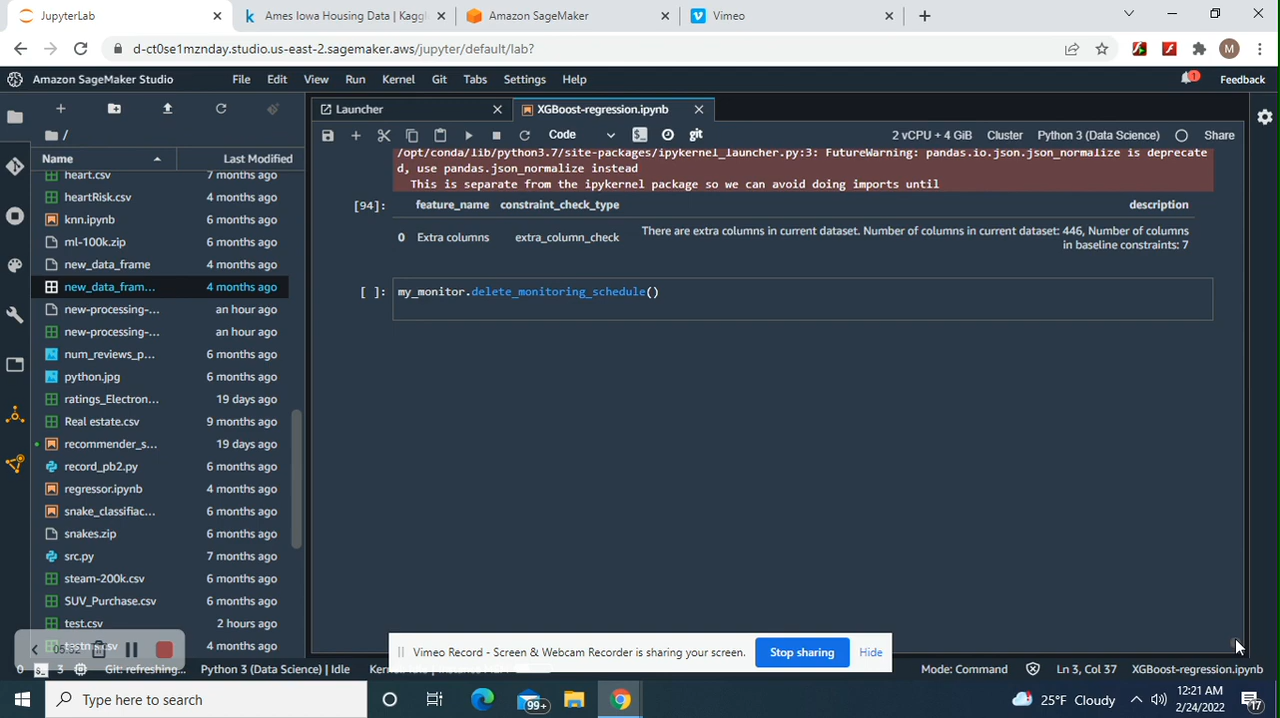 JupyterLab
Ames Iowa Housing Data | Kaggl
Amazon SageMaker
Vimeo
d-ct0se1mznday.studio.us-east-2.sagemaker.aws/jupyter/default/lab?
M
Amazon SageMaker Studio
File Edit View Run Kernel Git Tabs Settings Help
1
Feedback
Launcher
XGBoost-regression.ipynb
/
Code
git
2 vCPU + 4 GiB Cluster Python 3 (Data Science) Share
Name Last Modified
heart.csv 7 months ago
heartRisk.csv 4 months ago
knn.ipynb 6 months ago
ml-100k.zip 6 months ago
new_data_frame 4 months ago
new_data_fram... 4 months ago
new-processing-... an hour ago
new-processing-... an hour ago
num_reviews_p... 6 months ago
python.jpg 6 months ago
ratings_Electron... 19 days ago
Real estate.csv 9 months ago
recommender_s... 19 days ago
record_pb2.py 6 months ago
regressor.ipynb 4 months ago
snake_classifiac... 6 months ago
snakes.zip 6 months ago
src.py 7 months ago
steam-200k.csv 6 months ago
SUV_Purchase.csv 6 months ago
test.csv 2 hours ago
4 months ago
/opt/conda/lib/python3.7/site-packages/ipykernel_launcher.py:3: FutureWarning: pandas.io.json.json_normalize is deprecate
d, use pandas.json_normalize instead
This is separate from the ipykernel package so we can avoid doing imports until
[94]: feature_name constraint_check_type description
0 Extra columns extra_column_check There are extra columns in current dataset. Number of columns in current dataset: 446, Number of columns
in baseline constraints: 7
[ ]: my_monitor.delete_monitoring_schedule()
Vimeo Record - Screen & Webcam Recorder is sharing your screen. Stop sharing Hide
0 3 Git: refreshing... Python 3 (Data Science) | Idle
Mode: Command Ln 3, Col 37 XGBoost-regression.ipynb
Type here to search
99+
25°F Cloudy
12:21 AM
2/24/2022
17